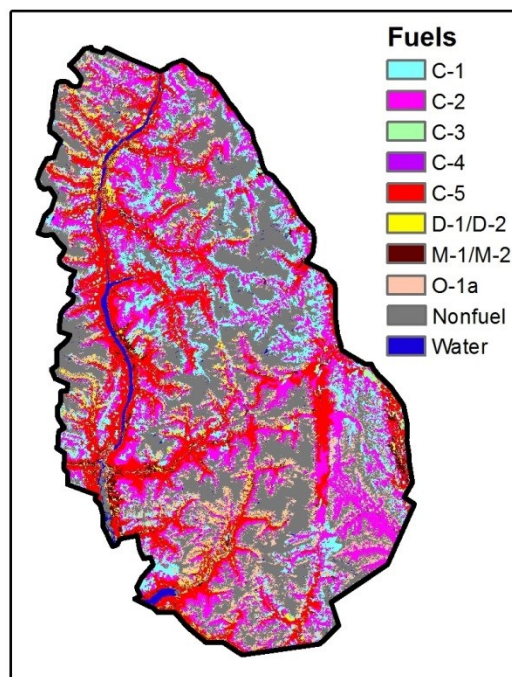 Fuels
C-1
C-2
C-3
C-4
C-5
D-1/D-2
M-1/M-2
O-1a
Nonfuel
Water